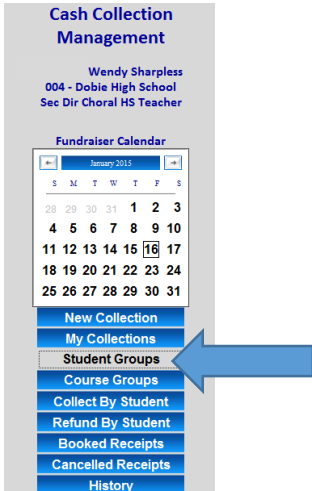 Cash Collection
Management
Wendy Sharpless
004 - Dobie High School
Sec Dir Choral HS Teacher
Fundraiser Calendar
January 2015
S M T W T F S
28 29 30 31 1 2 3
4 5 6 7 8 9 10
11 12 13 14 15 16 17
18 19 20 21 22 23 24
25 26 27 28 29 30 31
New Collection
My Collections
Student Groups
Course Groups
Collect By Student
Refund By Student
Booked Receipts
Cancelled Receipts
History